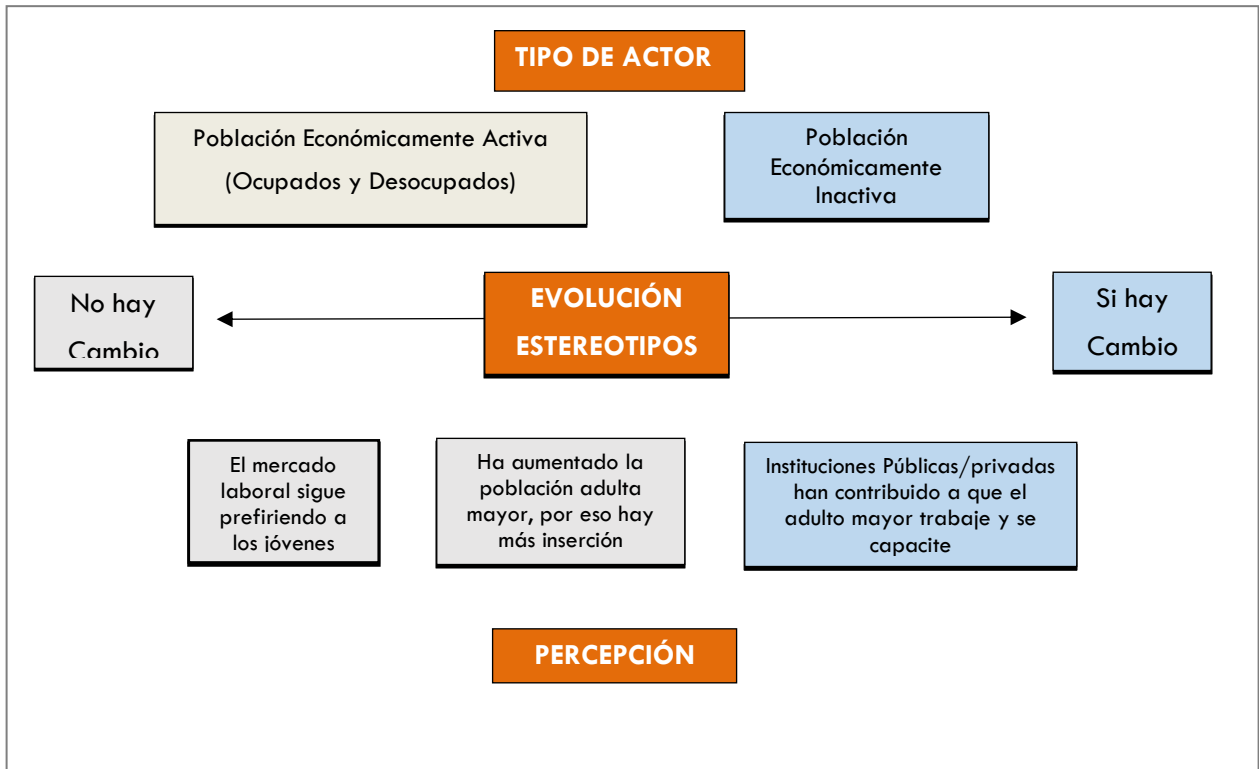 TIPO DE ACTOR
Población Económicamente Activa
(Ocupados y Desocupados)
Población
Económicamente
Inactiva
No hay
Cambio
EVOLUCIÓN
ESTEREOTIPOS
Si hay
Cambio
El mercado
laboral sigue
prefiriendo a
los jóvenes
Ha aumentado la
población adulta
mayor, por eso hay
más inserción
Instituciones Públicas/privadas
han contribuido a que el
adulto mayor trabaje y se
capacite
PERCEPCIÓN